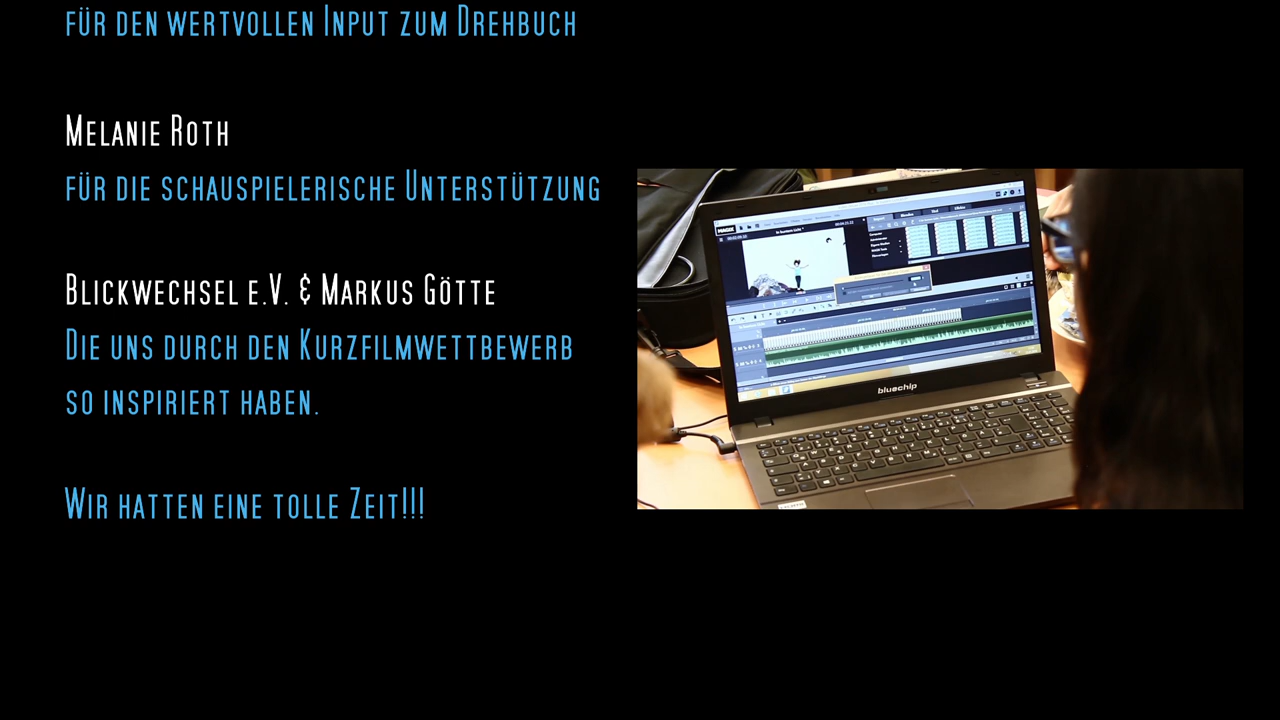 für den wertvollen Input zum Drehbuch
Melanie Roth
für die schauspielerische Unterstützung
Blickwechsel e.V. & Markus Götte
Die uns durch den Kurzfilmwettbewerb
so inspiriert haben.
Wir hatten eine tolle Zeit!!!
MAGIX
bluechip